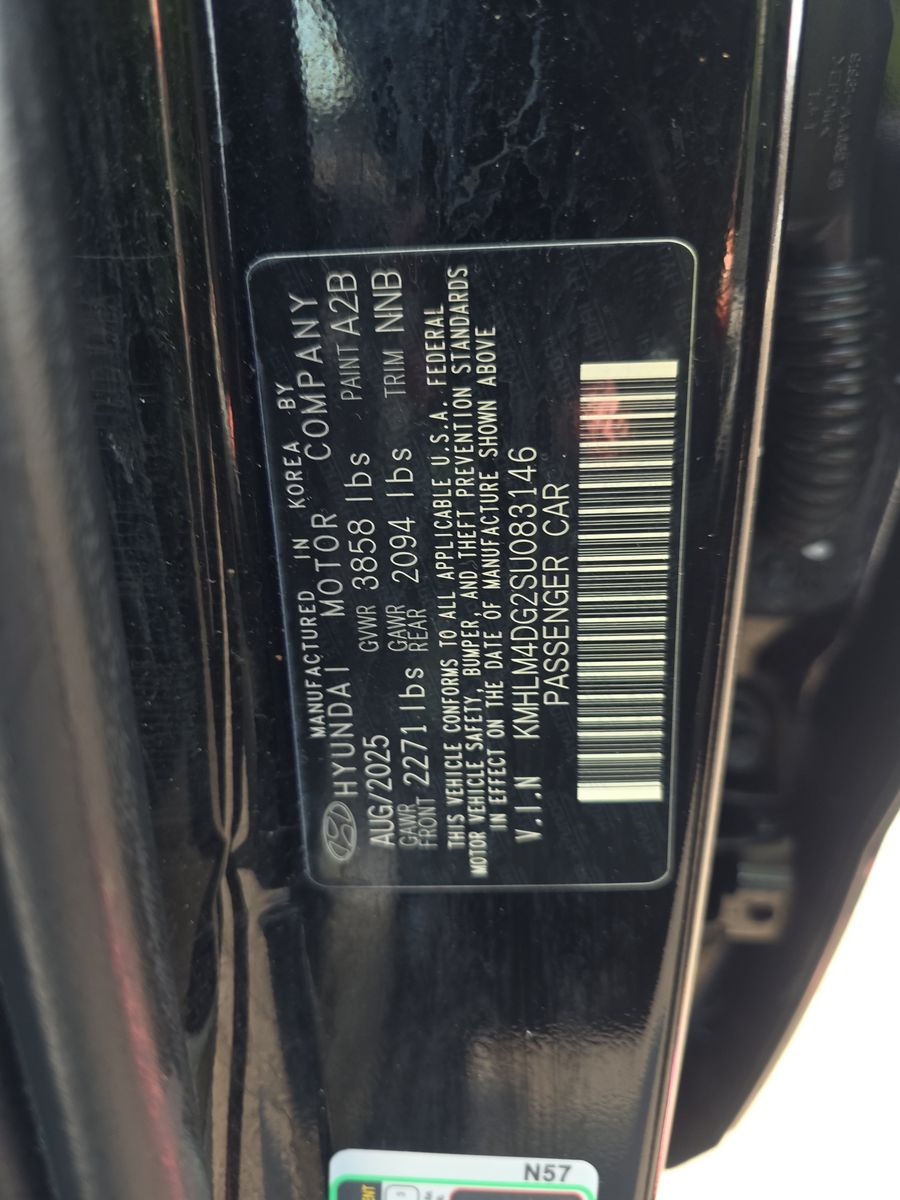 MANUFACTURED IN KOREA BY
HYUNDAI MOTOR COMPANY
AUG/2025 GVWR 3858 lbs PAINT A2B
GAWR FRONT 2271 lbs GAWR REAR 2094 lbs TRIM NNB
THIS VEHICLE CONFORMS TO ALL APPLICABLE U.S.A. FEDERAL
MOTOR VEHICLE SAFETY, BUMPER, AND THEFT PREVENTION STANDARDS
IN EFFECT ON THE DATE OF MANUFACTURE SHOWN ABOVE
V.I.N KMHLM4DG2SU083146
PASSENGER CAR
N57